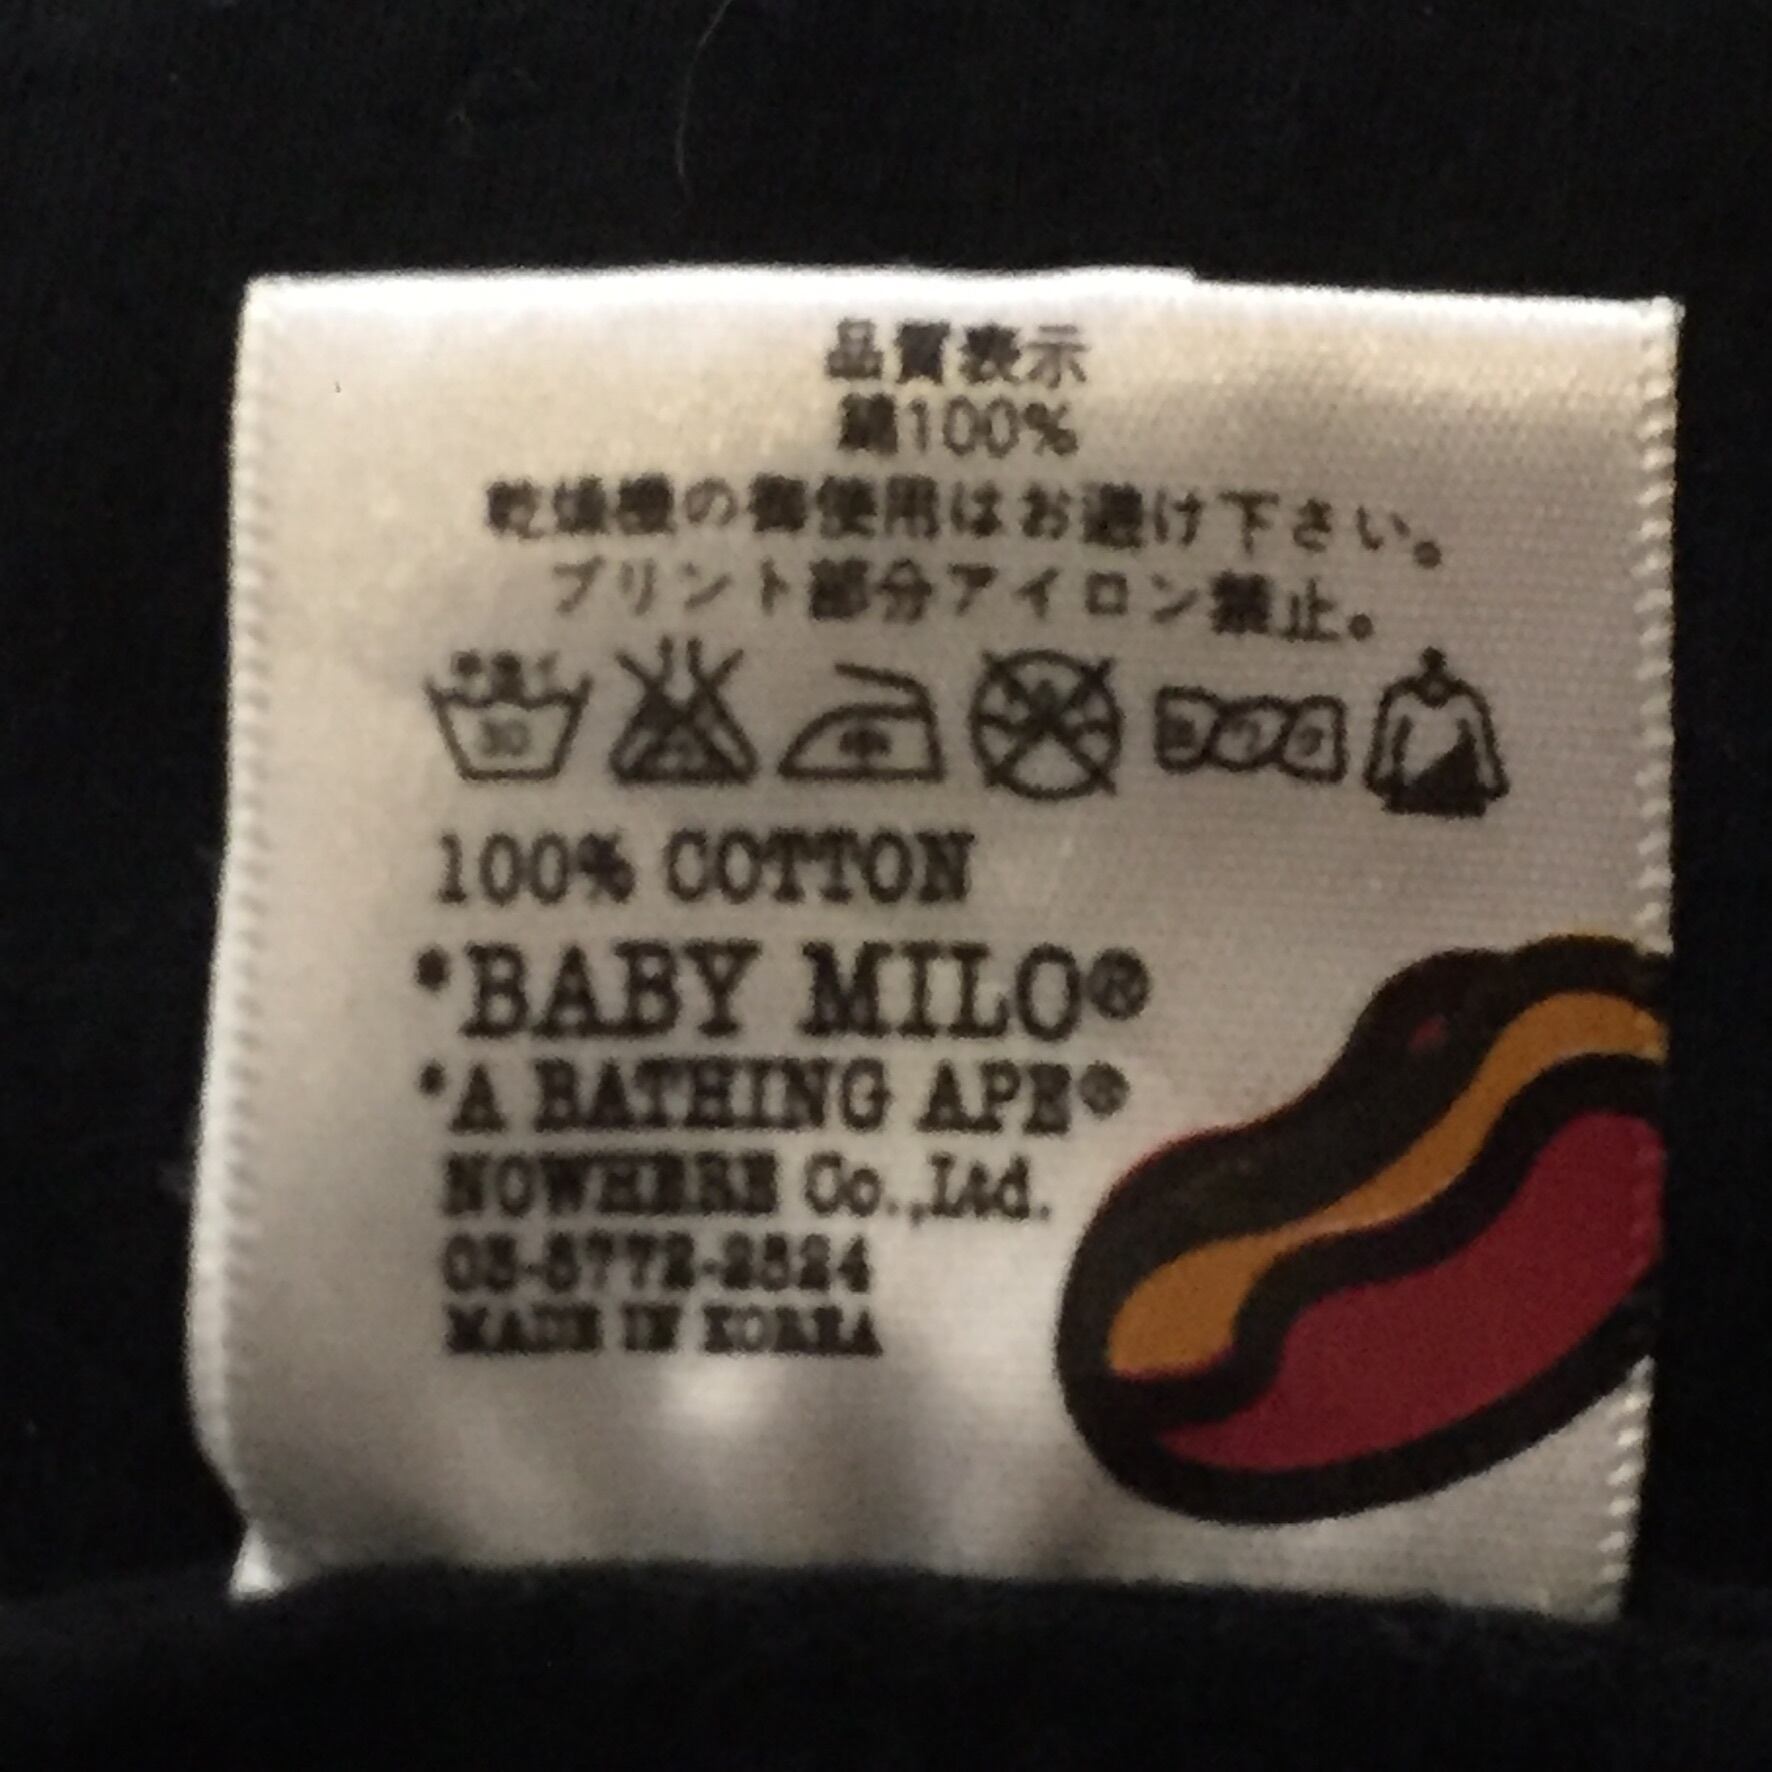 品質表示
綿100%
乾燥機の御使用はお避け下さい。
プリント部分アイロン禁止。
30 中
100% COTTON
*BABY MILO®
*A BATHING APE®
NOWHERE Co.,Ltd.
03-5772-2524
MADE IN KOREA